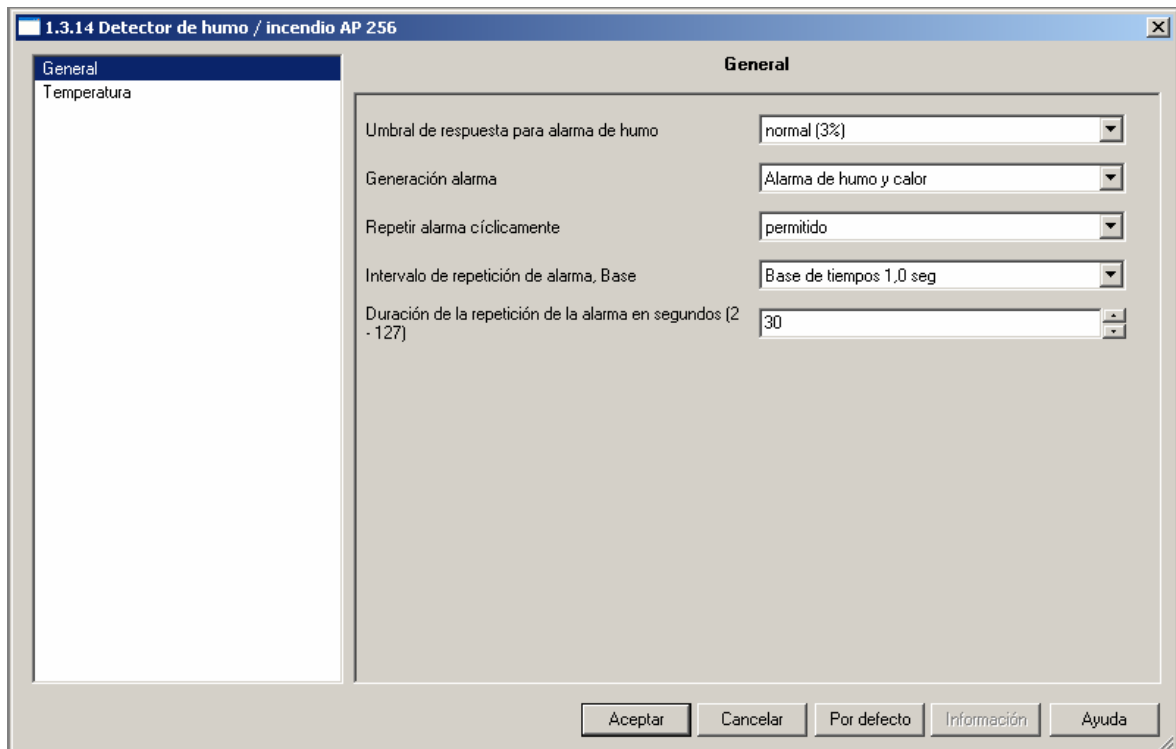 1.3.14 Detector de humo / incendio AP 256
General
Temperatura
General
Umbral de respuesta para alarma de humo
normal (3%)
Generación alarma
Alarma de humo y calor
Repetir alarma cíclicamente
permitido
Intervalo de repetición de alarma, Base
Base de tiempos 1,0 seg
Duración de la repetición de la alarma en segundos (2
- 127)
30
Aceptar
Cancelar
Por defecto
Información
Ayuda